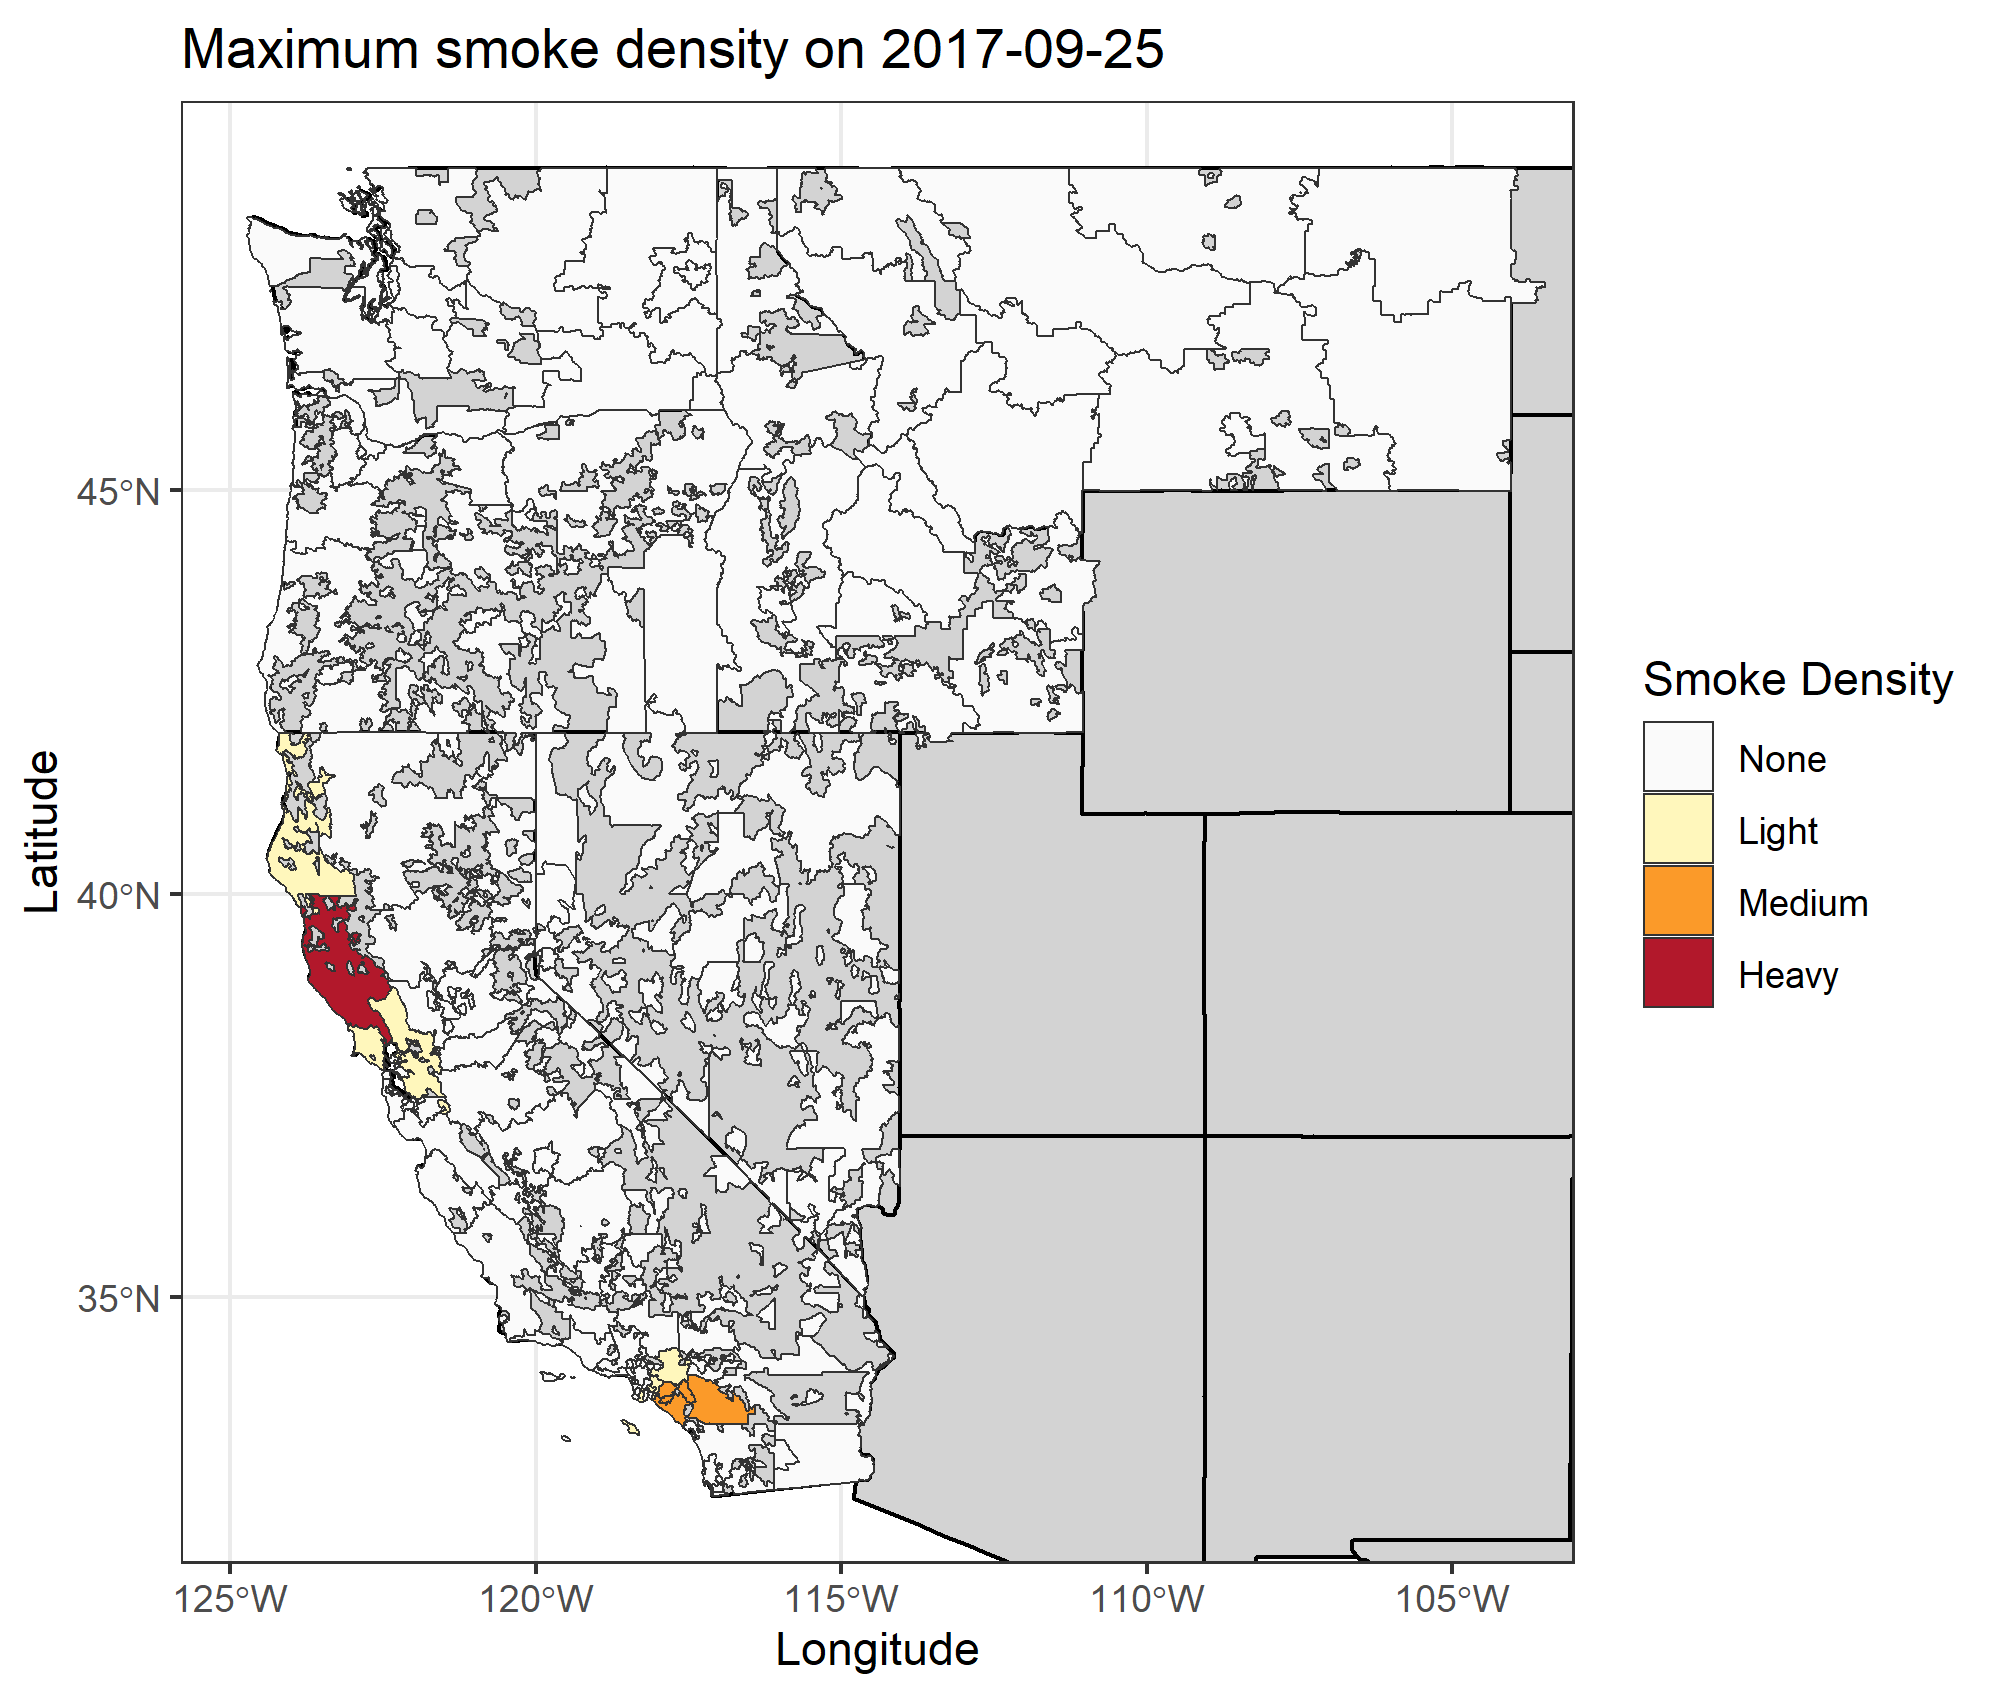 Maximum smoke density on 2017-09-25
Latitude
45°N
40°N
35°N
125°W
120°W
115°W
110°W
105°W
Longitude
Smoke Density
None
Light
Medium
Heavy